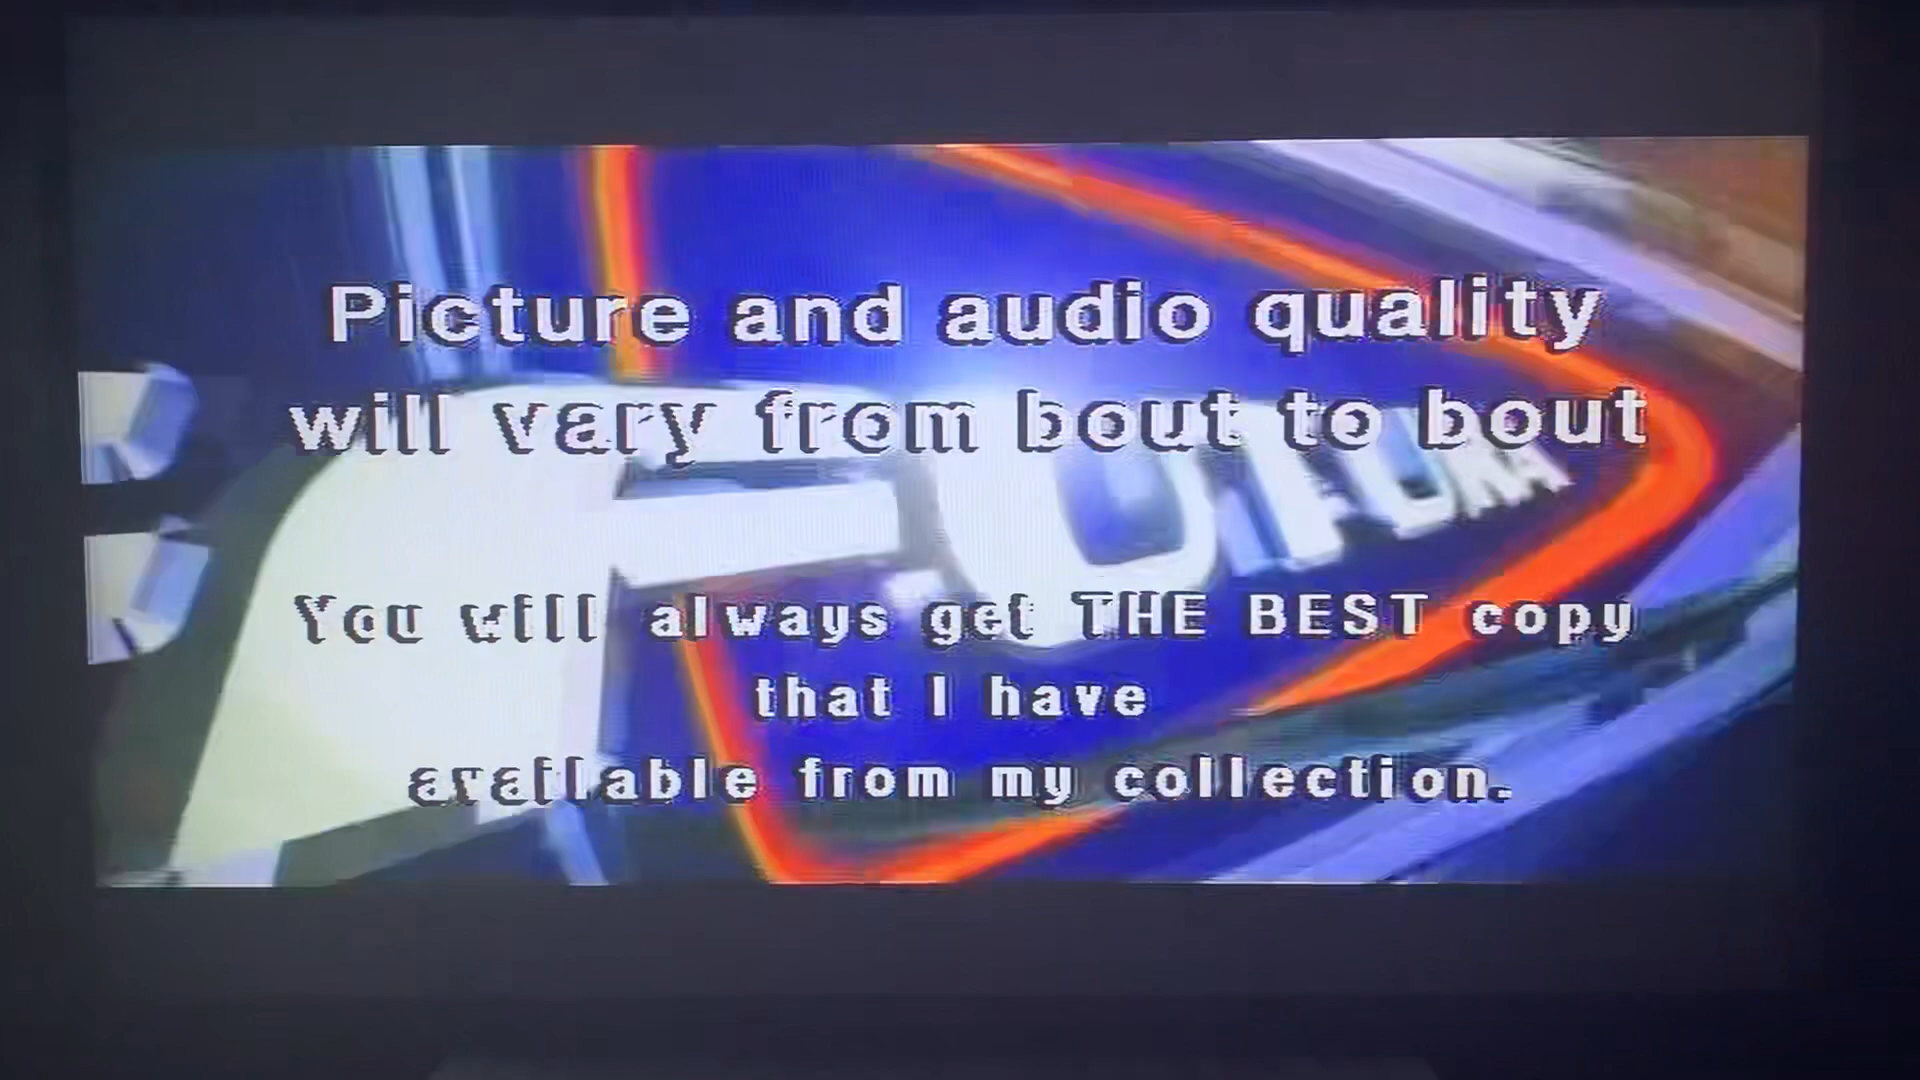 Picture and audio quality
will vary from bout to bout
You will always get THE BEST copy
that I have
available from my collection.